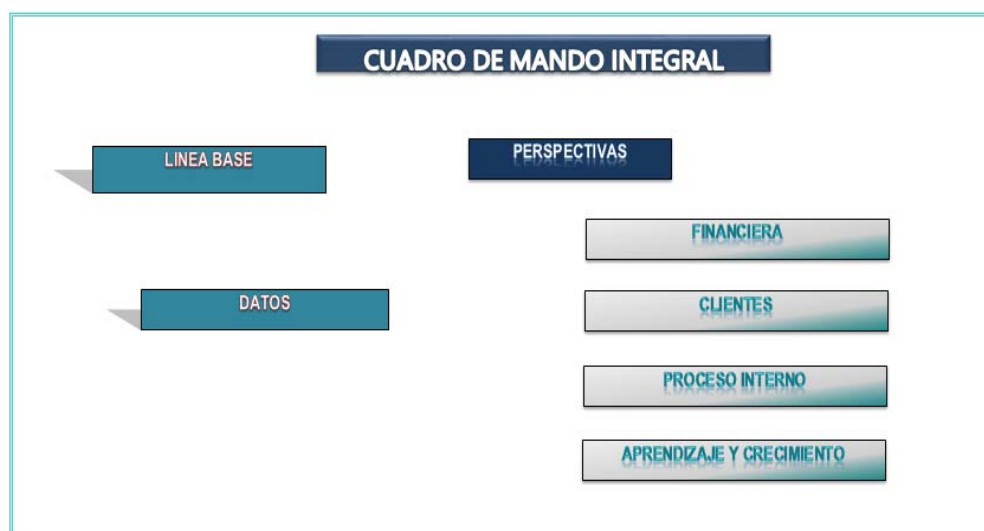 CUADRO DE MANDO INTEGRAL
LINEA BASE
PERSPECTIVAS
FINANCIERA
DATOS
CLIENTES
PROCESO INTERNO
APRENDIZAJE Y CRECIMIENTO